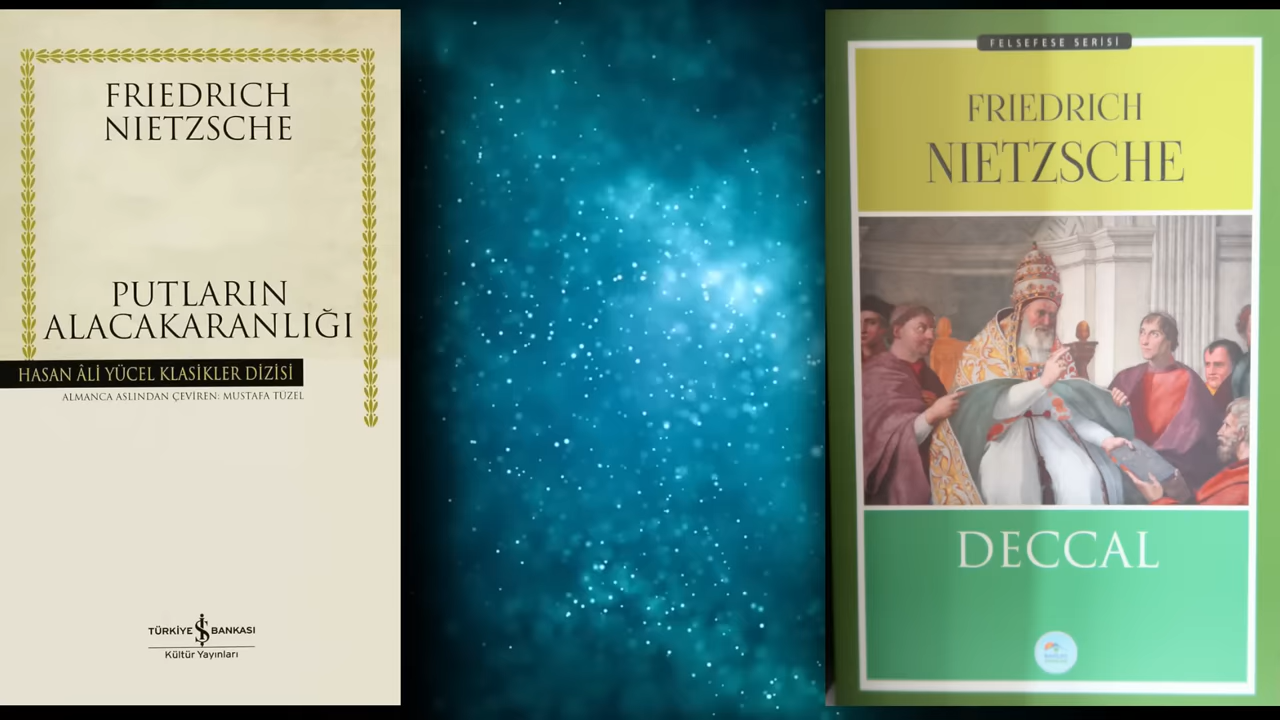 FRIEDRICH
NIETZSCHE
PUTLARIN
ALACAKARANLIĞI
HASAN ÂLİ YÜCEL KLASİKLER DİZİSİ
ALMANCA ASLINDAN ÇEVİREN: MUSTAFA TÜZEL
TÜRKİYE İŞ BANKASI
Kültür Yayınları
FELSEFESE SERİSİ
FRIEDRICH
NIETZSCHE
DECCAL